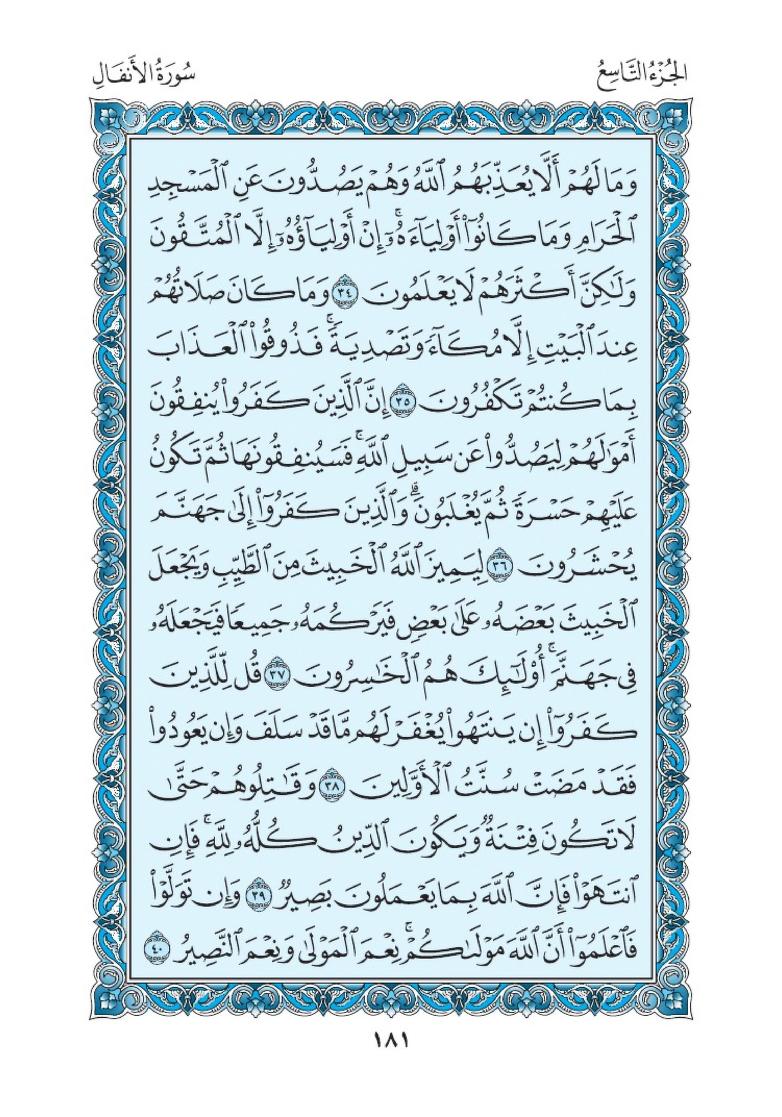 الجُزْءُ التَّاسِعُ
سُورَةُ الأَنفَالِ
وَمَا لَهُمْ أَلَّا يُعَذِّبَهُمُ ٱللَّهُ وَهُمْ يَصُدُّونَ عَنِ ٱلْمَسْجِدِ
ٱلْحَرَامِ وَمَا كَانُوٓا۟ أَوْلِيَآءَهُۥٓ ۚ إِنْ أَوْلِيَآؤُهُۥٓ إِلَّا ٱلْمُتَّقُونَ
وَلَٰكِنَّ أَكْثَرَهُمْ لَا يَعْلَمُونَ ٣٤ وَمَا كَانَ صَلَاتُهُمْ
عِندَ ٱلْبَيْتِ إِلَّا مُكَآءً وَتَصْدِيَةً ۚ فَذُوقُوا۟ ٱلْعَذَابَ
بِمَا كُنتُمْ تَكْفُرُونَ ٣٥ إِنَّ ٱلَّذِينَ كَفَرُوا۟ يُنفِقُونَ
أَمْوَٰلَهُمْ لِيَصُدُّوا۟ عَن سَبِيلِ ٱللَّهِ ۚ فَسَيُنفِقُونَهَا ثُمَّ تَكُونُ
عَلَيْهِمْ حَسْرَةً ثُمَّ يُغْلَبُونَ ۗ وَٱلَّذِينَ كَفَرُوٓا۟ إِلَىٰ جَهَنَّمَ
يُحْشَرُونَ ٣٦ لِيَمِيزَ ٱللَّهُ ٱلْخَبِيثَ مِنَ ٱلطَّيِّبِ وَيَجْعَلَ
ٱلْخَبِيثَ بَعْضَهُۥ عَلَىٰ بَعْضٍ فَيَرْكُمَهُۥ جَمِيعًا فَيَجْعَلَهُۥ
فِى جَهَنَّمَ ۚ أُو۟لَٰٓئِكَ هُمُ ٱلْخَٰسِرُونَ ٣٧ قُل لِّلَّذِينَ
كَفَرُوٓا۟ إِن يَنتَهُوا۟ يُغْفَرْ لَهُم مَّا قَدْ سَلَفَ وَإِن يَعُودُوا۟
فَقَدْ مَضَتْ سُنَّتُ ٱلْأَوَّلِينَ ٣٨ وَقَٰتِلُوهُمْ حَتَّىٰ
لَا تَكُونَ فِتْنَةٌ وَيَكُونَ ٱلدِّينُ كُلُّهُۥ لِلَّهِ ۚ فَإِنِ
ٱنتَهَوْا۟ فَإِنَّ ٱللَّهَ بِمَا يَعْمَلُونَ بَصِيرٌ ٣٩ وَإِن تَوَلَّوْا۟
فَٱعْلَمُوٓا۟ أَنَّ ٱللَّهَ مَوْلَىٰكُمْ ۚ نِعْمَ ٱلْمَوْلَىٰ وَنِعْمَ ٱلنَّصِيرُ ٤٠
١٨١